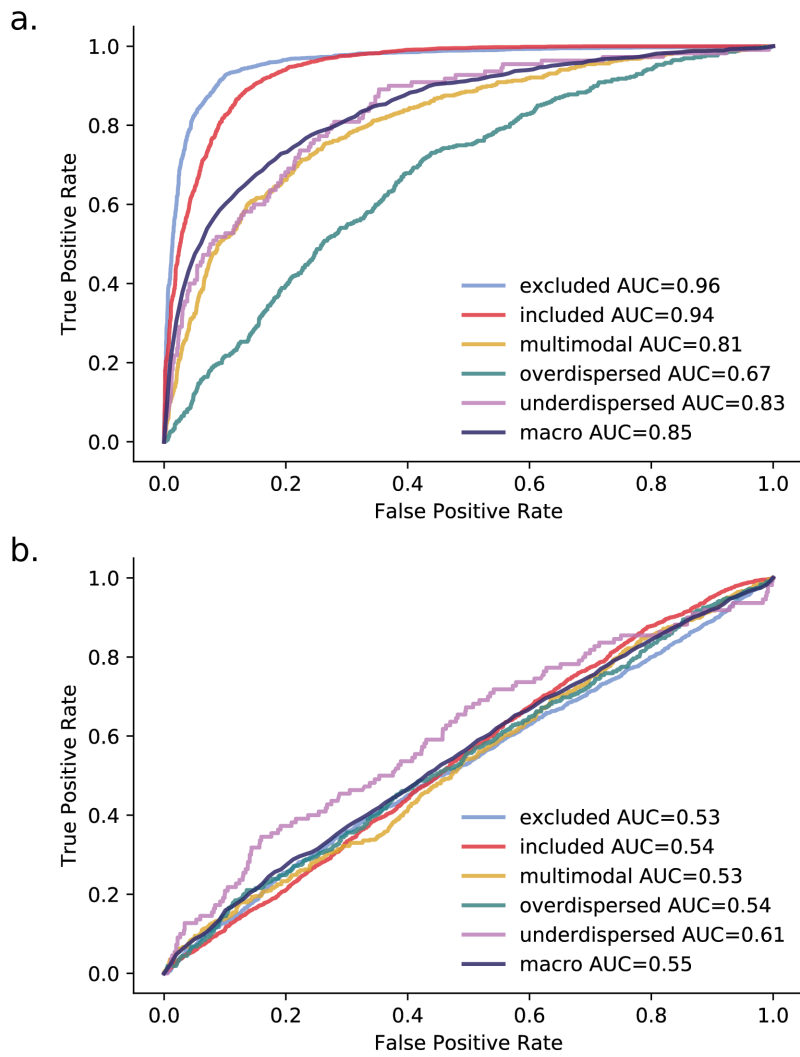 a.
1.0
0.8
0.6
0.4
0.2
0.0
True Positive Rate
excluded AUC=0.96
included AUC=0.94
multimodal AUC=0.81
overdispersed AUC=0.67
underdispersed AUC=0.83
macro AUC=0.85
0.0 0.2 0.4 0.6 0.8 1.0
False Positive Rate
b.
1.0
0.8
0.6
0.4
0.2
0.0
True Positive Rate
excluded AUC=0.53
included AUC=0.54
multimodal AUC=0.53
overdispersed AUC=0.54
underdispersed AUC=0.61
macro AUC=0.55
0.0 0.2 0.4 0.6 0.8 1.0
False Positive Rate